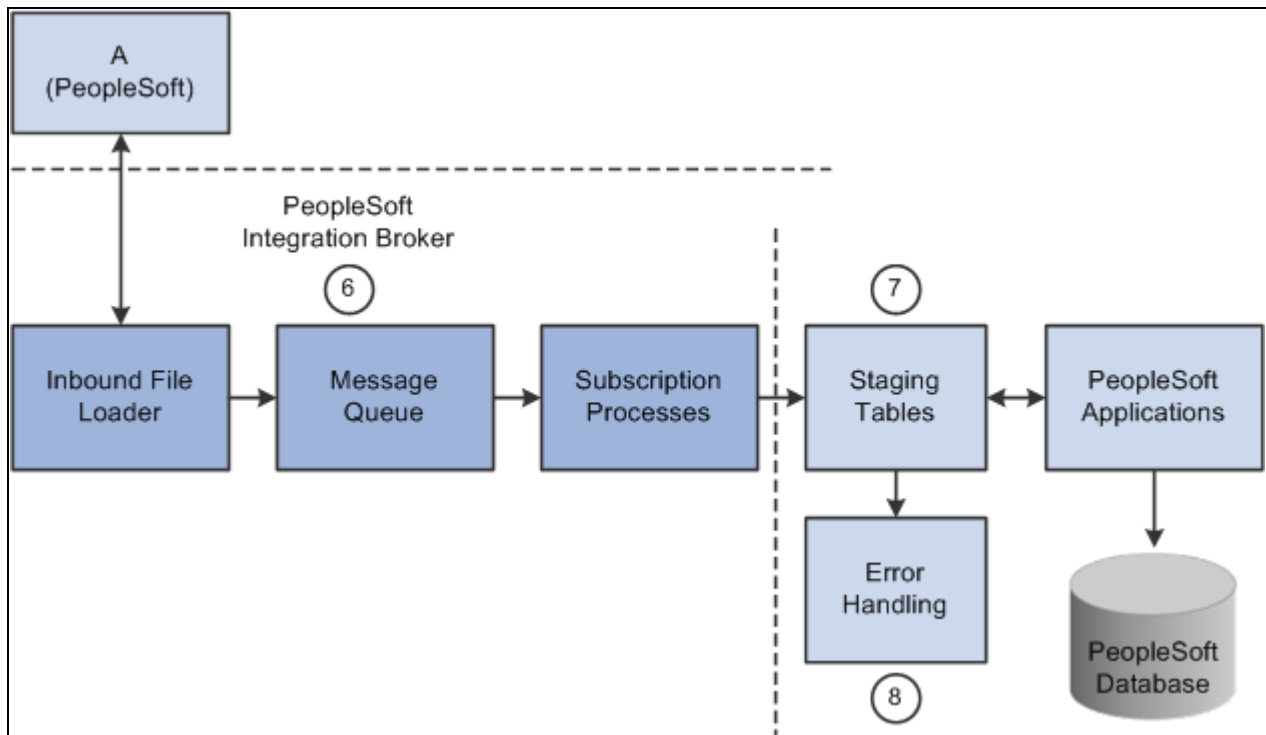 A
(PeopleSoft)
PeopleSoft
Integration Broker
6
7
Inbound File
Loader
Message
Queue
Subscription
Processes
Staging
Tables
PeopleSoft
Applications
Error
Handling
8
PeopleSoft
Database